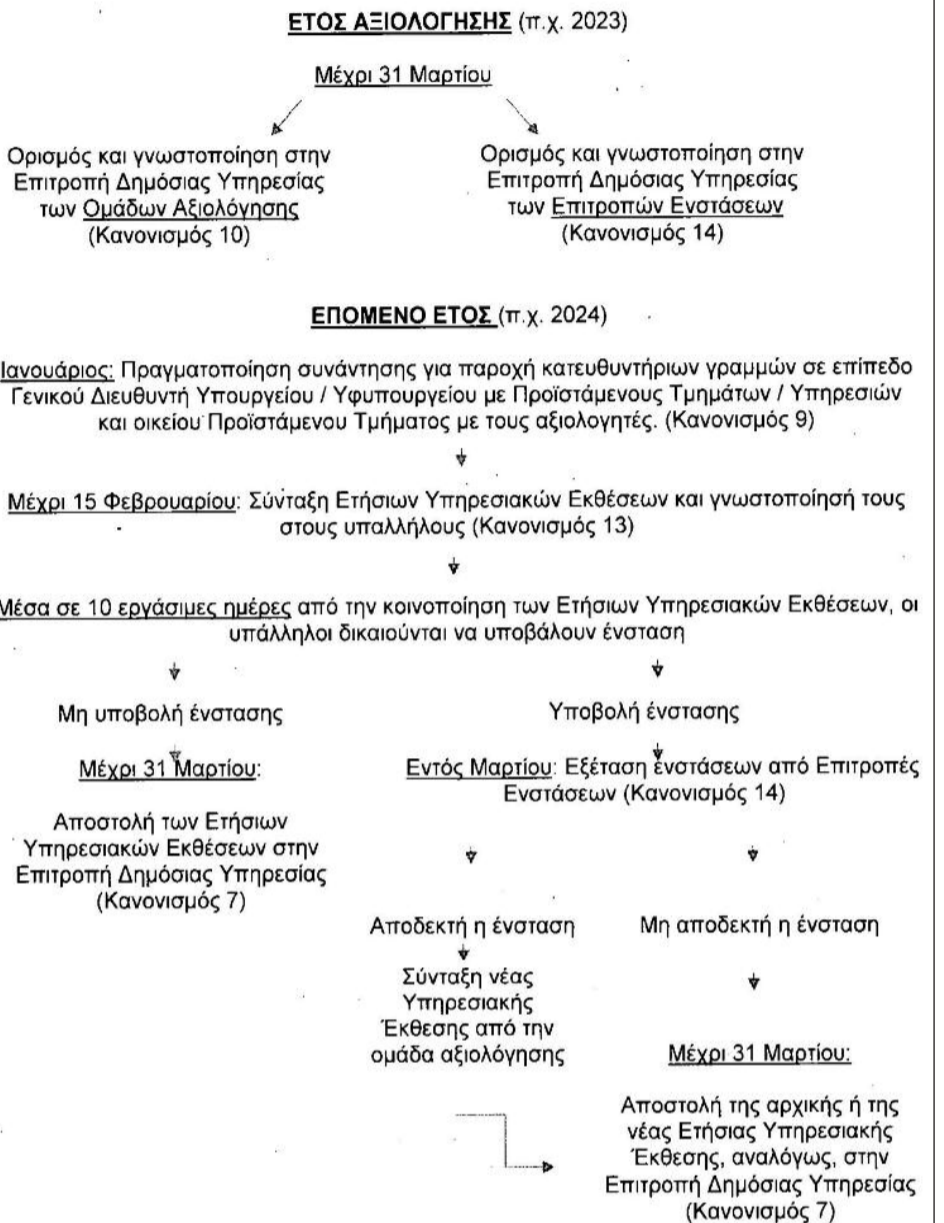 ΕΤΟΣ ΑΞΙΟΛΟΓΗΣΗΣ (π.χ. 2023)
Μέχρι 31 Μαρτίου
Ορισμός και γνωστοποίηση στην
Επιτροπή Δημόσιας Υπηρεσίας
των Ομάδων Αξιολόγησης
(Κανονισμός 10)
Ορισμός και γνωστοποίηση στην
Επιτροπή Δημόσιας Υπηρεσίας
των Επιτροπών Ενστάσεων
(Κανονισμός 14)
ΕΠΟΜΕΝΟ ΕΤΟΣ (π.χ. 2024)
Ιανουάριος: Πραγματοποίηση συνάντησης για παροχή κατευθυντήριων γραμμών σε επίπεδο
Γενικού Διευθυντή Υπουργείου / Υφυπουργείου με Προϊστάμενους Τμημάτων / Υπηρεσιών
και οικείου Προϊστάμενου Τμήματος με τους αξιολογητές. (Κανονισμός 9)
Μέχρι 15 Φεβρουαρίου: Σύνταξη Ετήσιων Υπηρεσιακών Εκθέσεων και γνωστοποίησή τους
στους υπαλλήλους (Κανονισμός 13)
Μέσα σε 10 εργάσιμες ημέρες από την κοινοποίηση των Ετήσιων Υπηρεσιακών Εκθέσεων, οι
υπάλληλοι δικαιούνται να υποβάλουν ένσταση
Μη υποβολή ένστασης
Μέχρι 31 Μαρτίου:
Αποστολή των Ετήσιων
Υπηρεσιακών Εκθέσεων στην
Επιτροπή Δημόσιας Υπηρεσίας
(Κανονισμός 7)
Υποβολή ένστασης
Εντός Μαρτίου: Εξέταση ενστάσεων από Επιτροπές
Ενστάσεων (Κανονισμός 14)
Αποδεκτή η ένσταση
Σύνταξη νέας
Υπηρεσιακής
Έκθεσης από την
ομάδα αξιολόγησης
Μη αποδεκτή η ένσταση
Μέχρι 31 Μαρτίου:
Αποστολή της αρχικής ή της
νέας Ετήσιας Υπηρεσιακής
Έκθεσης, αναλόγως, στην
Επιτροπή Δημόσιας Υπηρεσίας
(Κανονισμός 7)